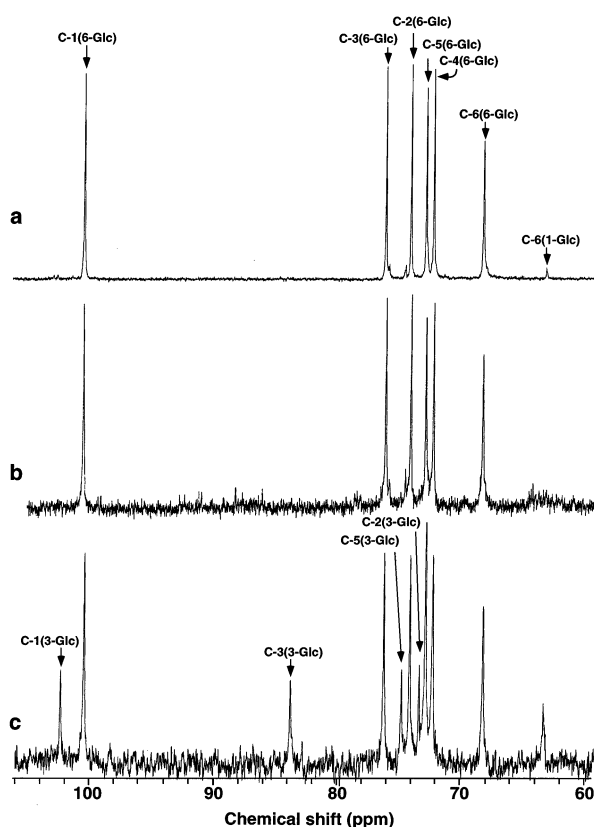 C-2(6-Glc)
C-1(6-Glc)
C-3(6-Glc)
C-5(6-Glc)
C-4(6-Glc)
C-6(6-Glc)
a
C-6(1-Glc)
b
C-2(3-Glc)
C-5(3-Glc)
C-1(3-Glc)
C-3(3-Glc)
c
100 90 80 70 60
Chemical shift (ppm)